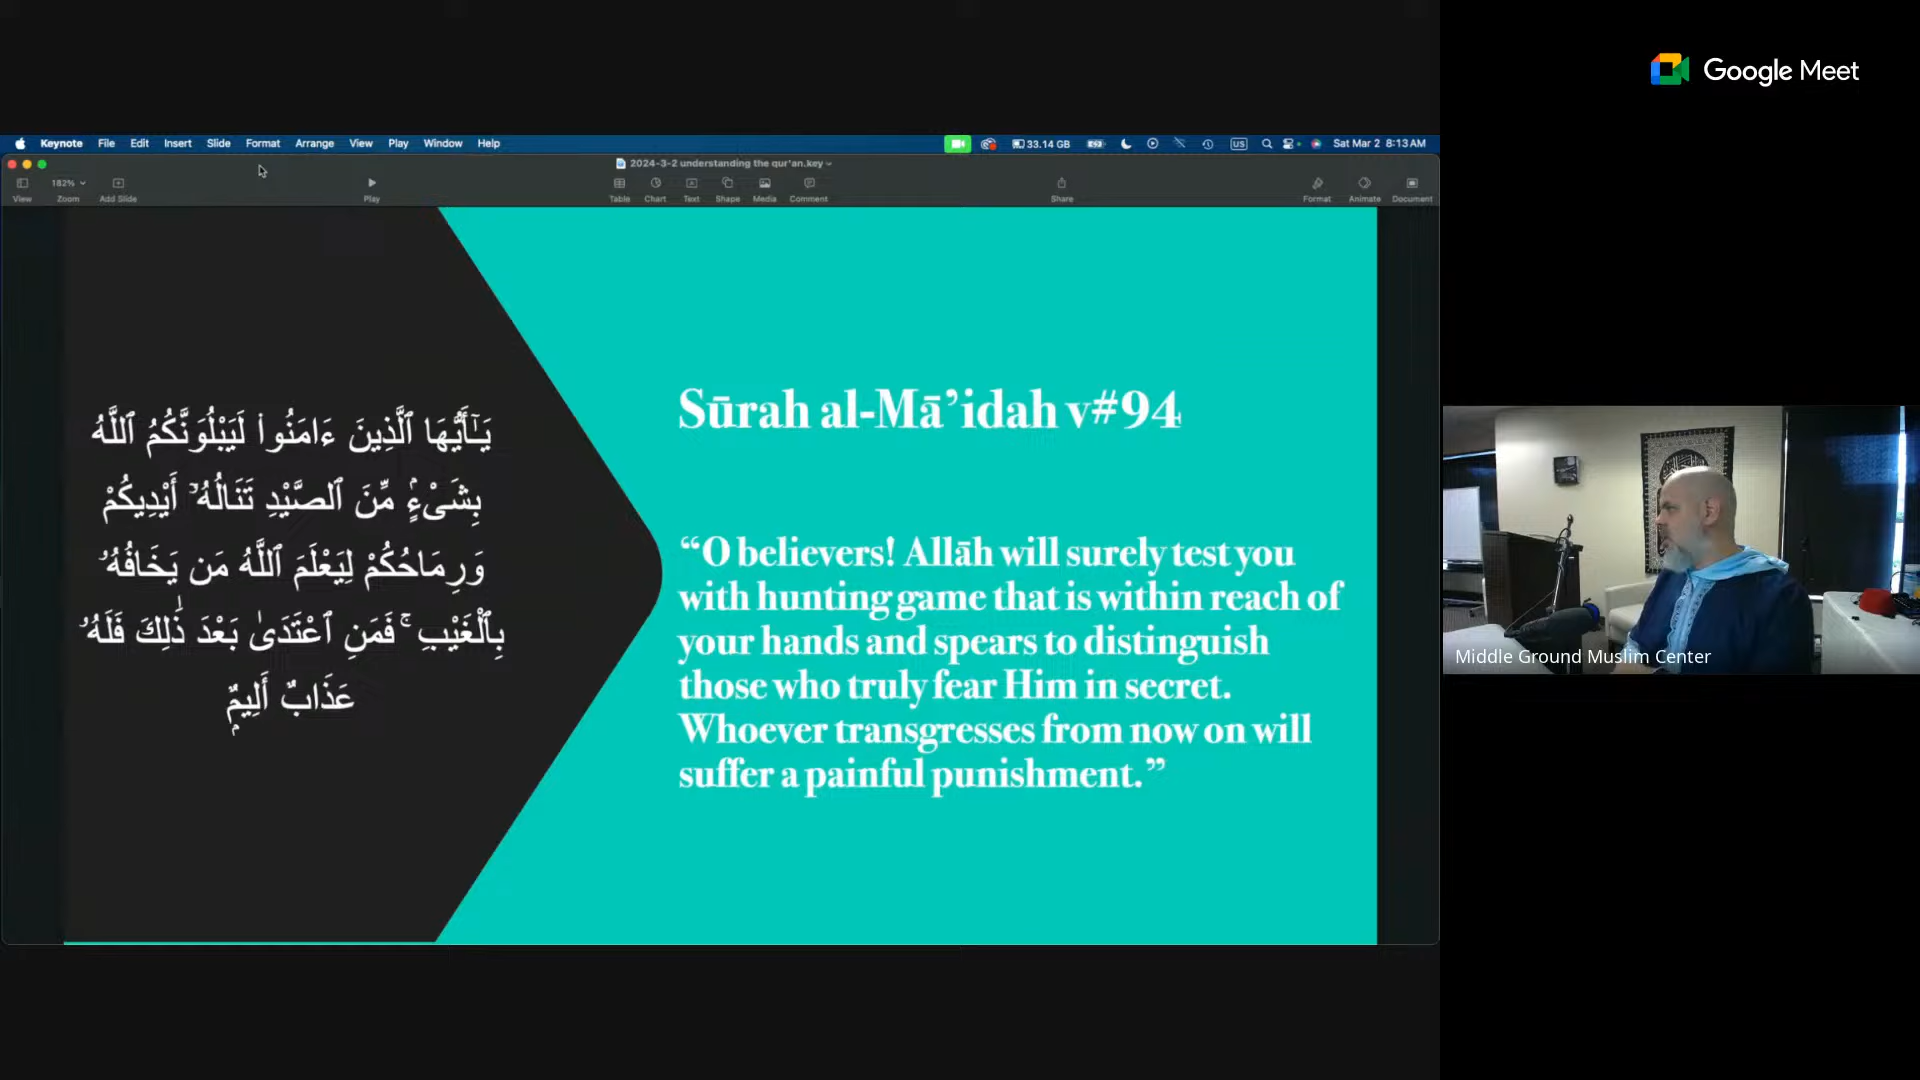 Google Meet
Keynote File Edit Insert Slide Format Arrange View Play Window Help 33.14 GB US Sat Mar 2 8:13 AM
2024-3-2 understanding the qur'an.key
182%
View Zoom Add Slide Play Table Chart Text Shape Media Comment Share Format Animate Document
يَـٰٓأَيُّهَا ٱلَّذِينَ ءَامَنُوا۟ لَيَبْلُوَنَّكُمُ ٱللَّهُ
بِشَىْءٍۢ مِّنَ ٱلصَّيْدِ تَنَالُهُۥٓ أَيْدِيكُمْ
وَرِمَاحُكُمْ لِيَعْلَمَ ٱللَّهُ مَن يَخَافُهُۥ
بِٱلْغَيْبِ ۚ فَمَنِ ٱعْتَدَىٰ بَعْدَ ذَٰلِكَ فَلَهُۥ
عَذَابٌ أَلِيمٌۭ
Sūrah al-Mā’idah v#94
“O believers! Allāh will surely test you
with hunting game that is within reach of
your hands and spears to distinguish
those who truly fear Him in secret.
Whoever transgresses from now on will
suffer a painful punishment.”
Middle Ground Muslim Center